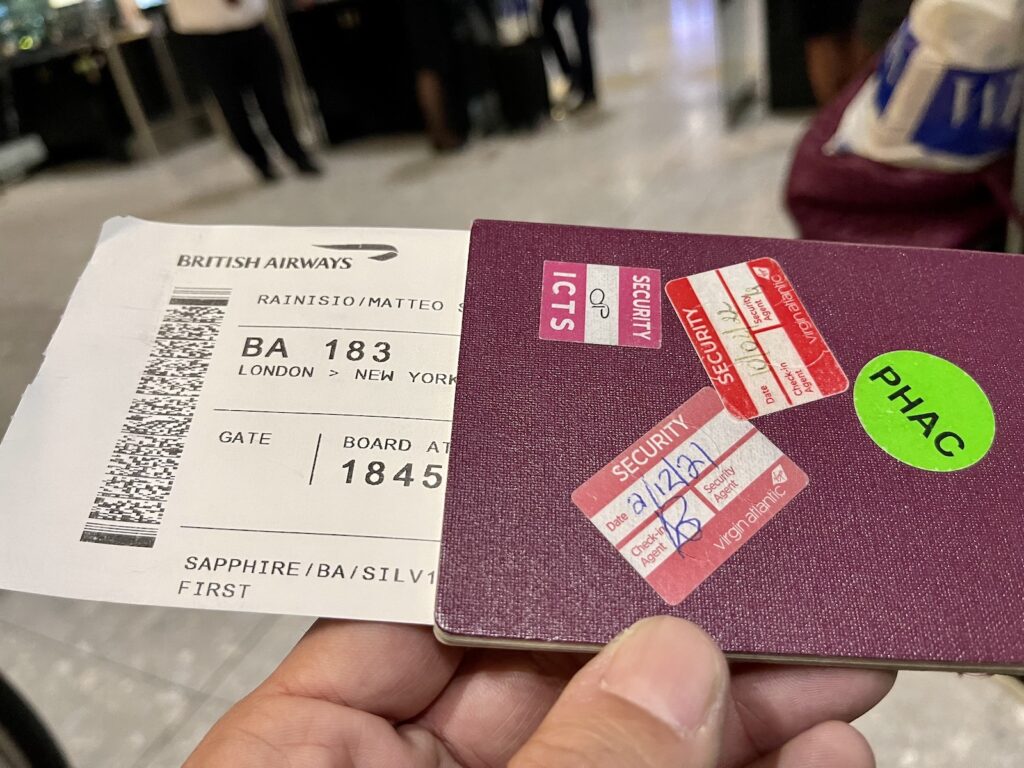 BRITISH AIRWAYS
RAINISIO/MATTEO
BA 183
LONDON > NEW YORK
GATE
BOARD AT
1845
SAPPHIRE/BA/SILV
FIRST
SECURITY
OP
ICTS
SECURITY
Date
Check-in Agent
Security Agent
virgin atlantic
SECURITY
Date 2/12/21
Check-in
Agent
Security
Agent
virgin atlantic
PHAC